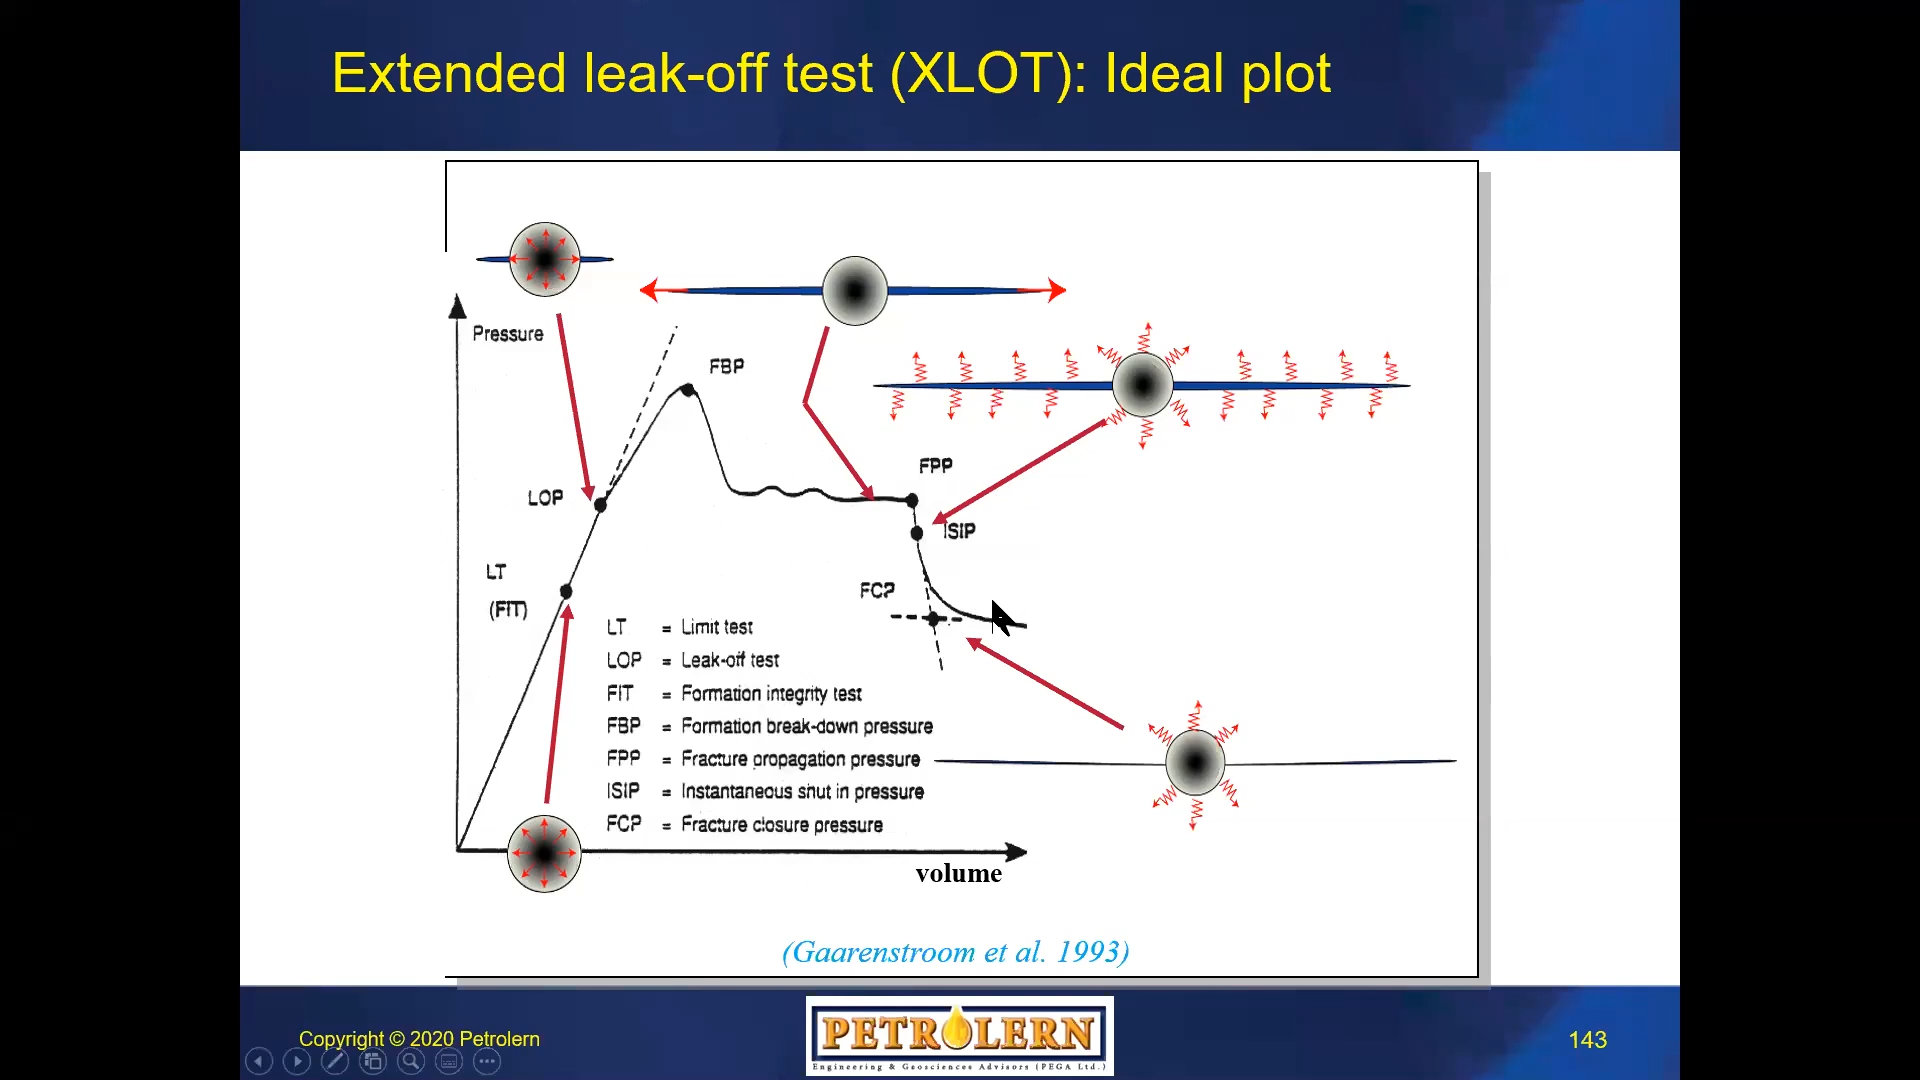 Extended leak-off test (XLOT): Ideal plot
Pressure
FBP
LOP
FPP
ISIP
LT
(FIT)
FCP
LT = Limit test
LOP = Leak-off test
FIT = Formation integrity test
FBP = Formation break-down pressure
FPP = Fracture propagation pressure
ISIP = Instantaneous shut in pressure
FCP = Fracture closure pressure
volume
(Gaarenstroom et al. 1993)
Copyright © 2020 Petrolern
PETROLERN
Engineering & Geosciences Advisors (PEGA Ltd.)
143